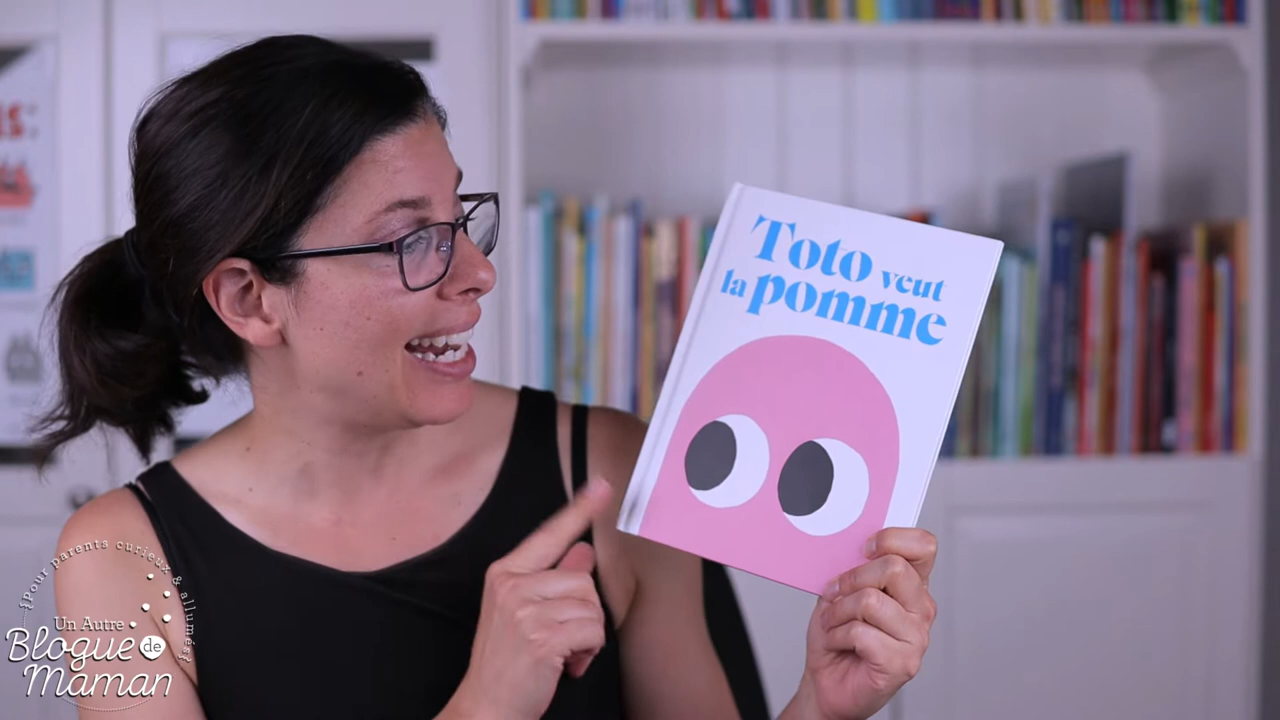 Toto veut
la pomme
{Pour parents curieux & allumés}
Un Autre
Blogue de
Maman